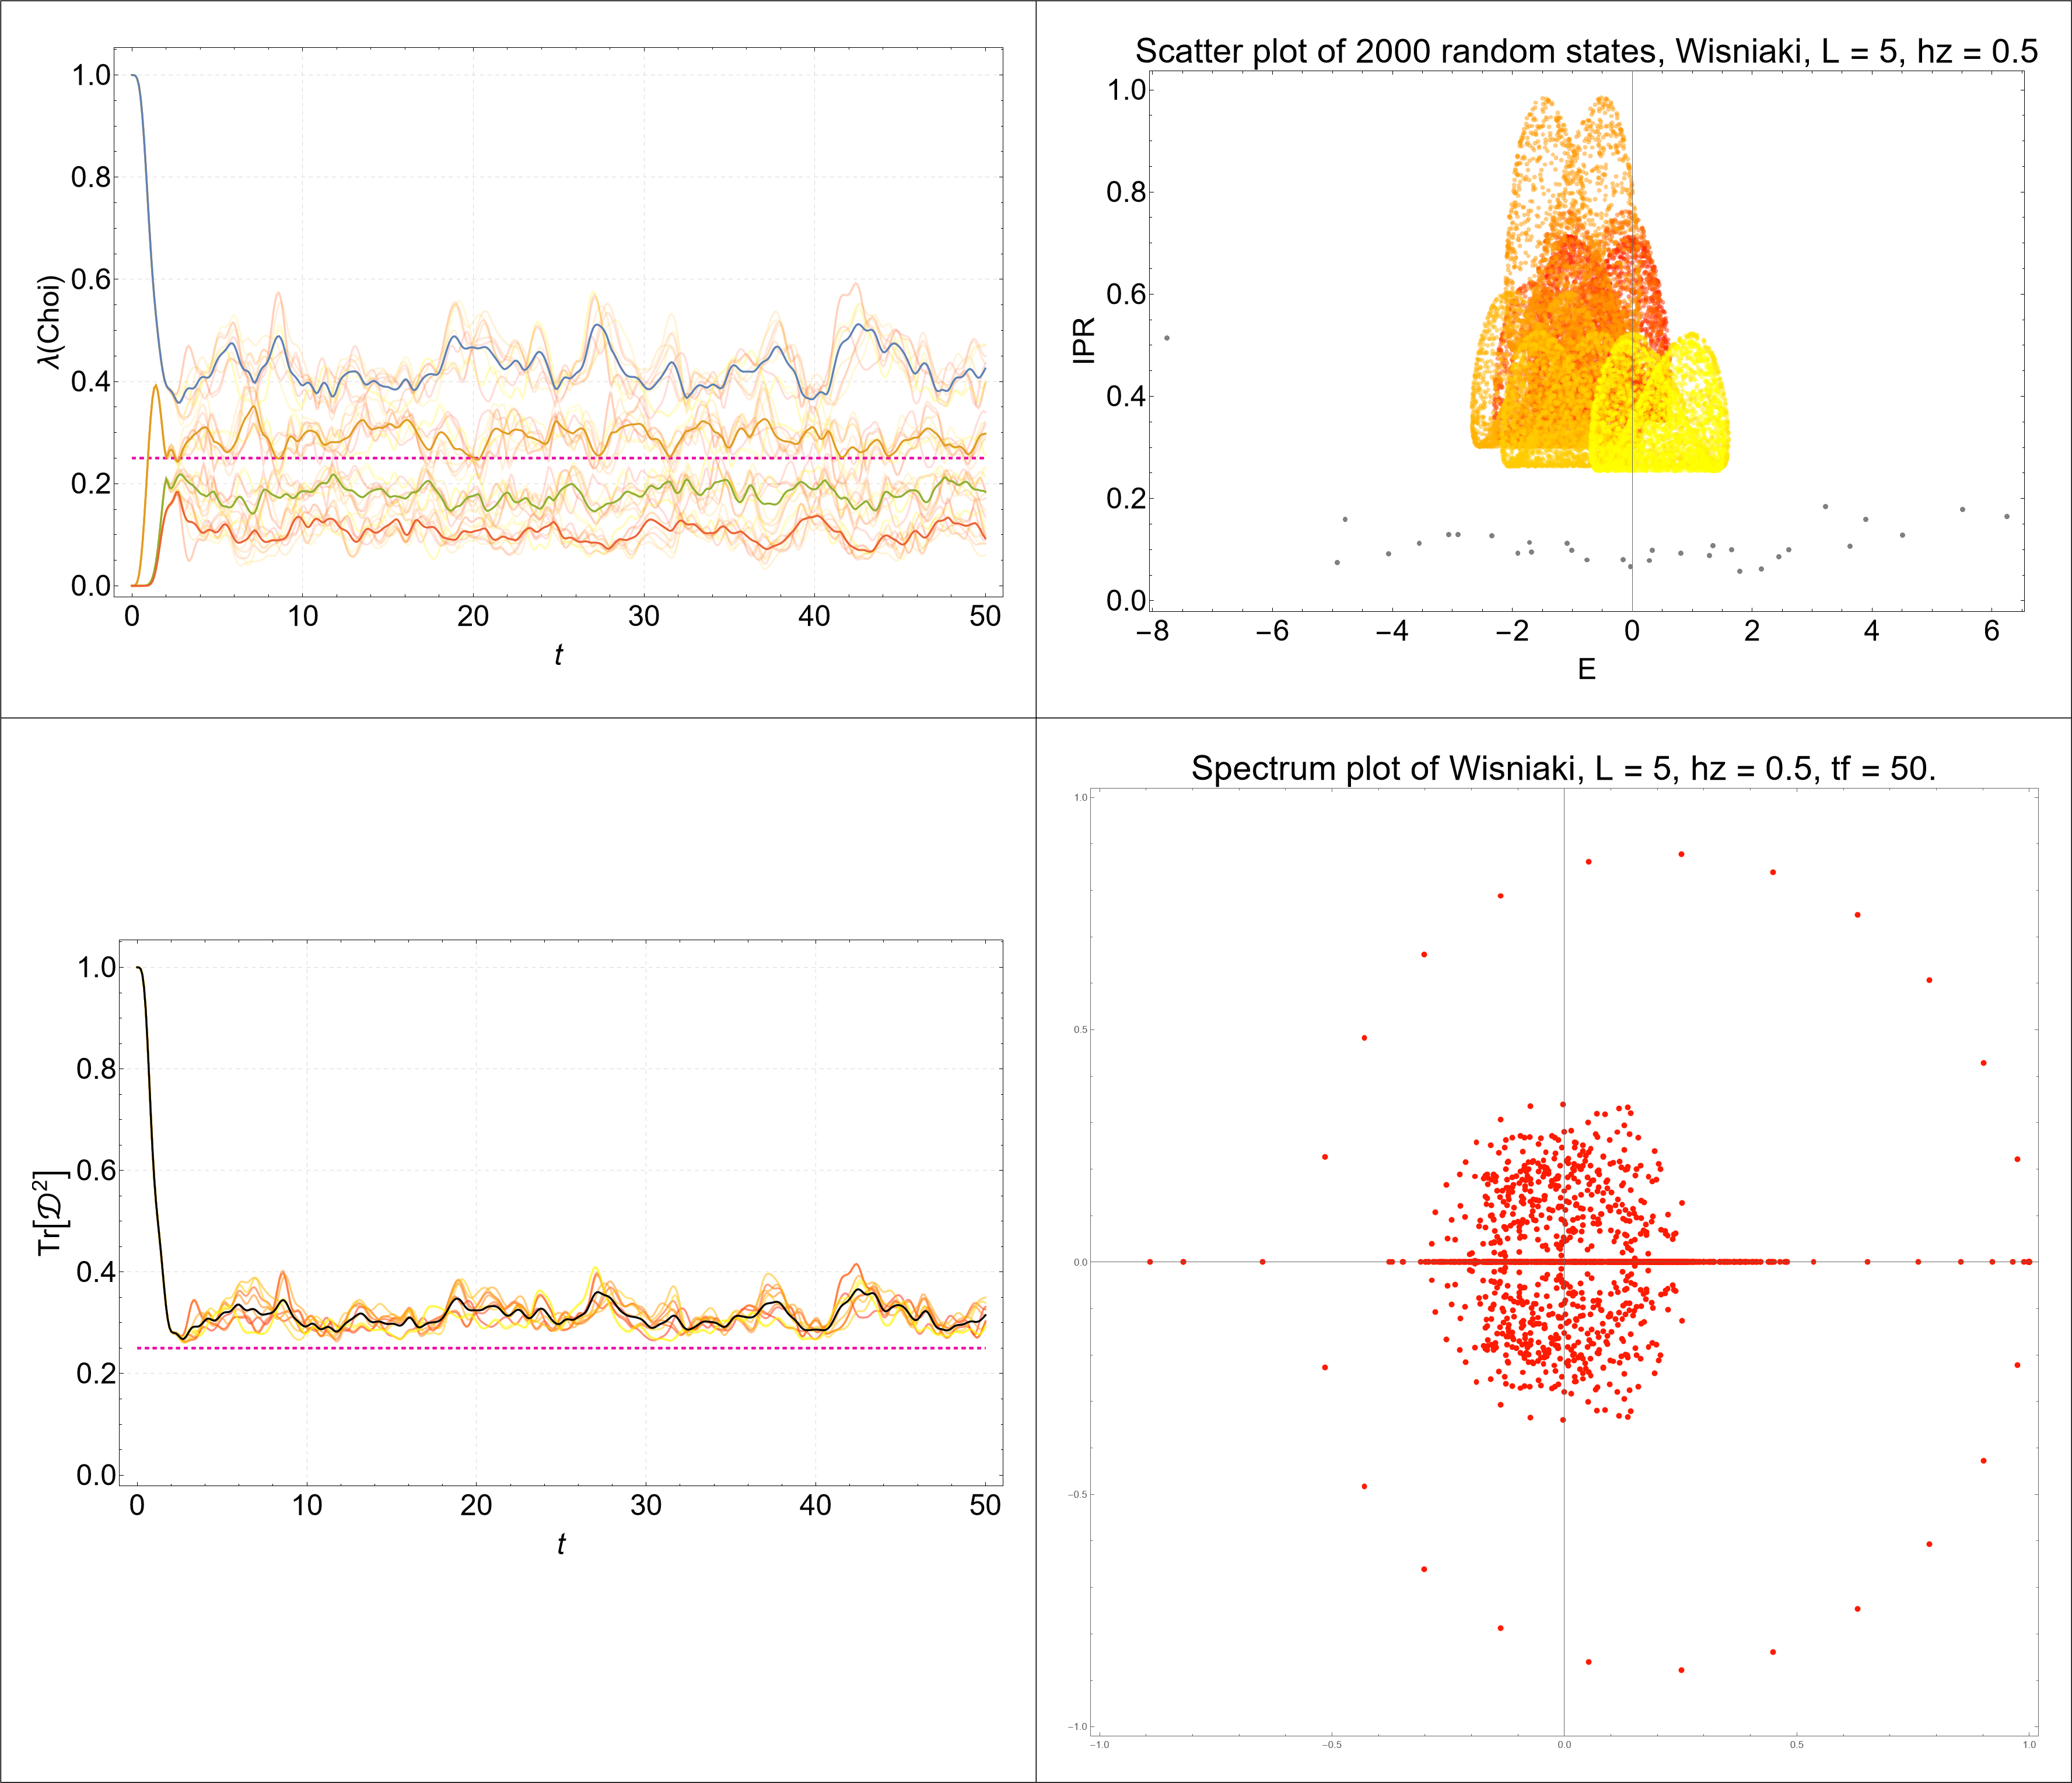 1.0
0.8
0.6
0.4
0.2
0.0
λ(Choi)
0 10 20 30 40 50
t
Scatter plot of 2000 random states, Wisniaki, L = 5, hz = 0.5
1.0
0.8
0.6
0.4
0.2
0.0
IPR
−8 −6 −4 −2 0 2 4 6
E
1.0
0.8
0.6
0.4
0.2
0.0
Tr[𝒟²]
0 10 20 30 40 50
t
Spectrum plot of Wisniaki, L = 5, hz = 0.5, tf = 50.
1.0
0.5
0.0
−0.5
−1.0
−1.0 −0.5 0.0 0.5 1.0